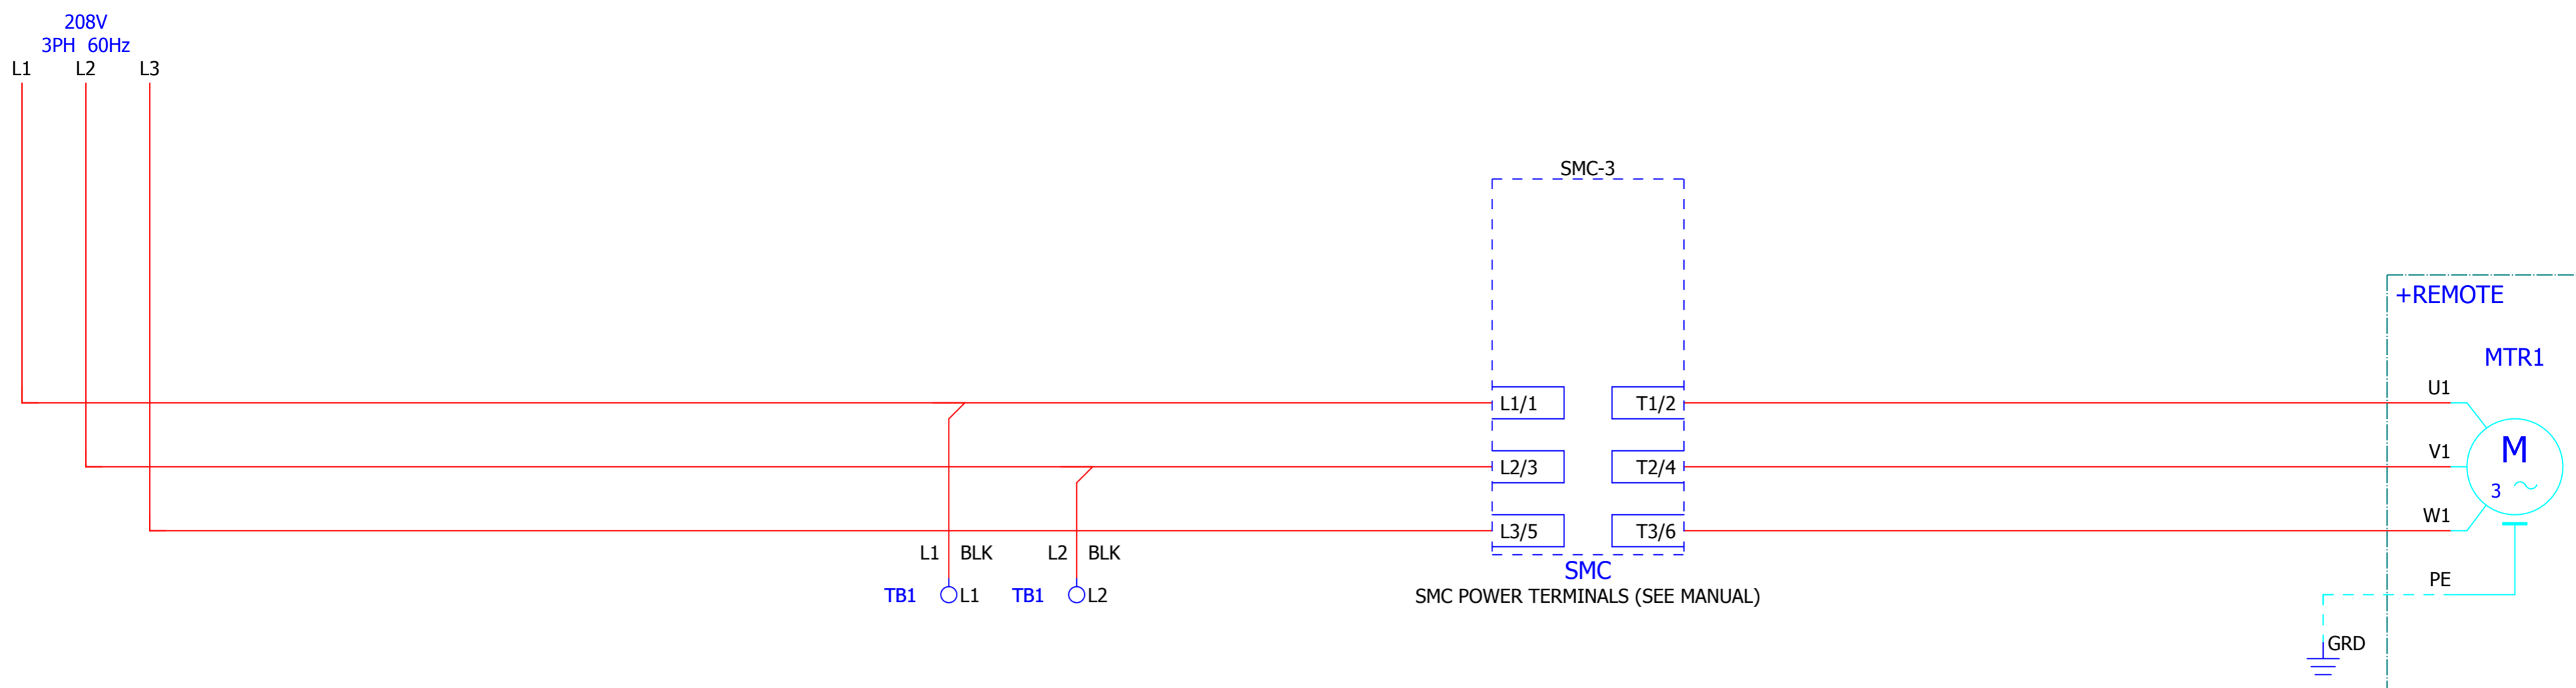 208V
3PH 60Hz
L1 L2 L3
SMC-3
+REMOTE
MTR1
U1
L1/1 T1/2
V1
M
3
L2/3 T2/4
W1
L3/5 T3/6
L1 BLK L2 BLK
SMC
PE
TB1 L1 TB1 L2
SMC POWER TERMINALS (SEE MANUAL)
GRD